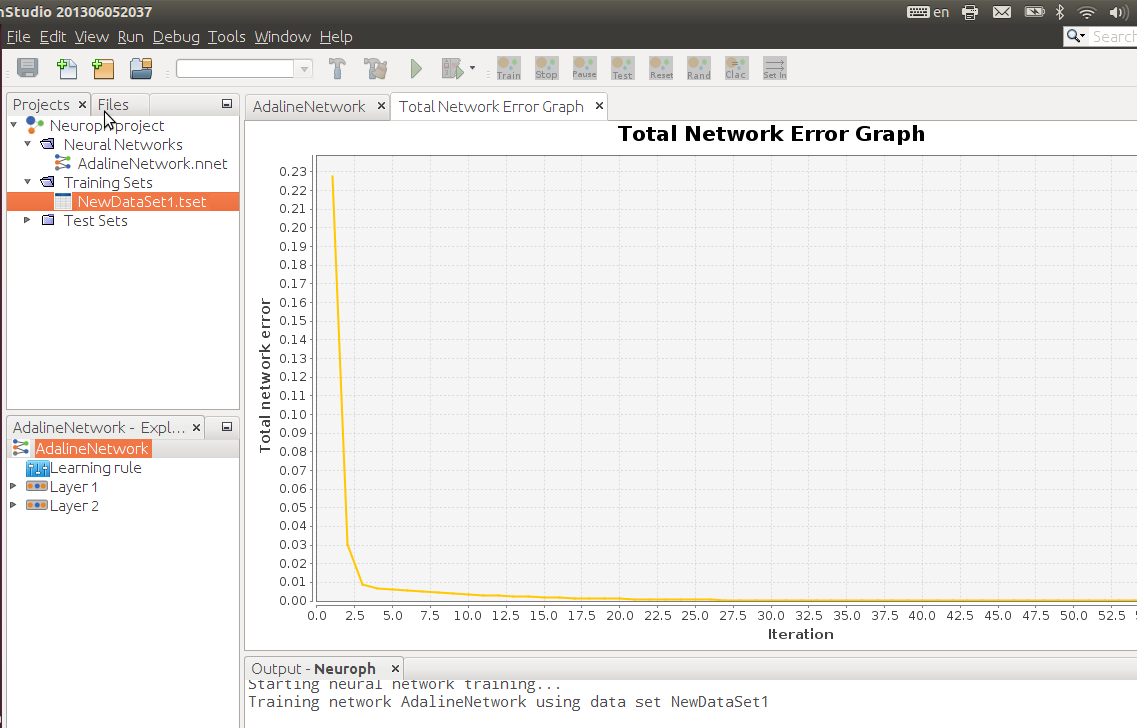 nStudio 201306052037
en
File Edit View Run Debug Tools Window Help
Search
Train Stop Pause Test Reset Rand Clac Set In
Projects Files
AdalineNetwork Total Network Error Graph
Neuroph project
Neural Networks
AdalineNetwork.nnet
Training Sets
NewDataSet1.tset
Test Sets
AdalineNetwork - Expl...
AdalineNetwork
Learning rule
Layer 1
Layer 2
Total Network Error Graph
Total network error
0.23
0.22
0.21
0.20
0.19
0.18
0.17
0.16
0.15
0.14
0.13
0.12
0.11
0.10
0.09
0.08
0.07
0.06
0.05
0.04
0.03
0.02
0.01
0.00
0.0 2.5 5.0 7.5 10.0 12.5 15.0 17.5 20.0 22.5 25.0 27.5 30.0 32.5 35.0 37.5 40.0 42.5 45.0 47.5 50.0 52.5
Iteration
Output - Neuroph
Starting neural network training...
Training network AdalineNetwork using data set NewDataSet1